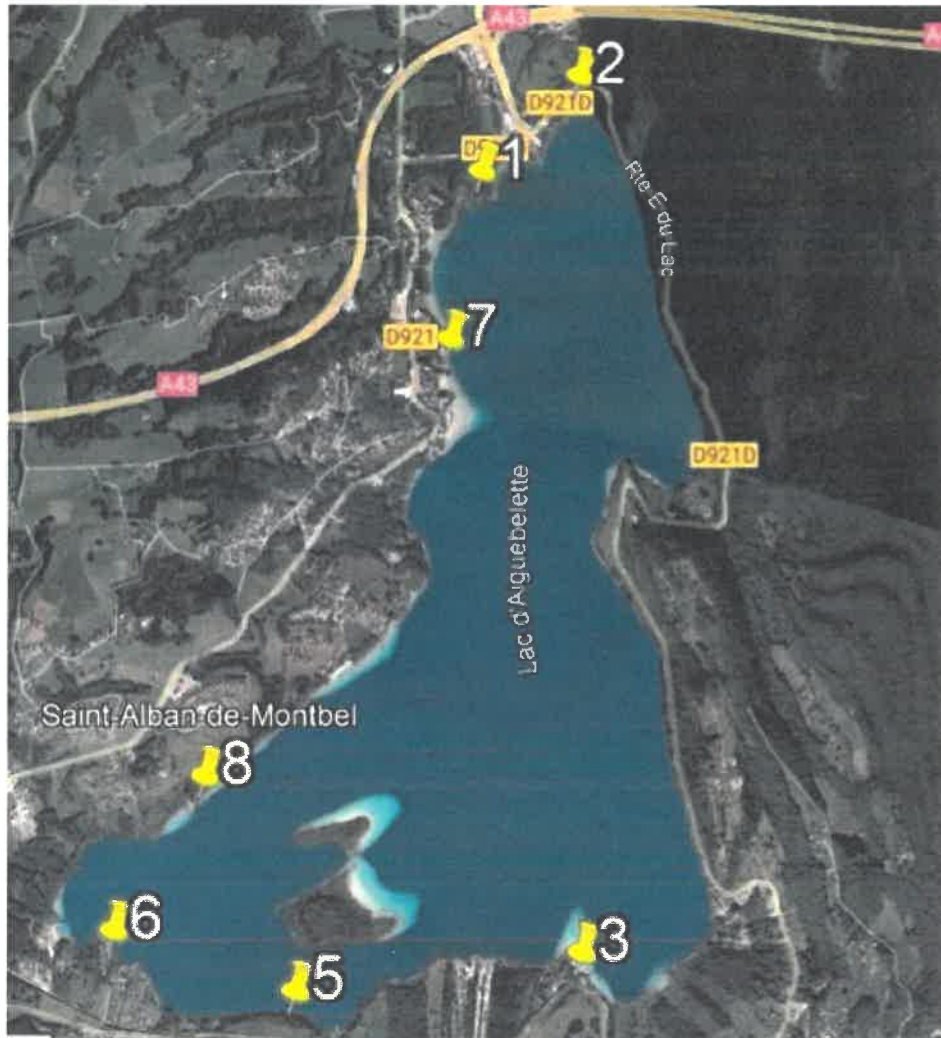 A43
2
D921D
1
Rte E du Lac
7
D921
A43
D921D
Lac d'Aiguebelette
Saint-Alban-de-Montbel
8
6
3
5